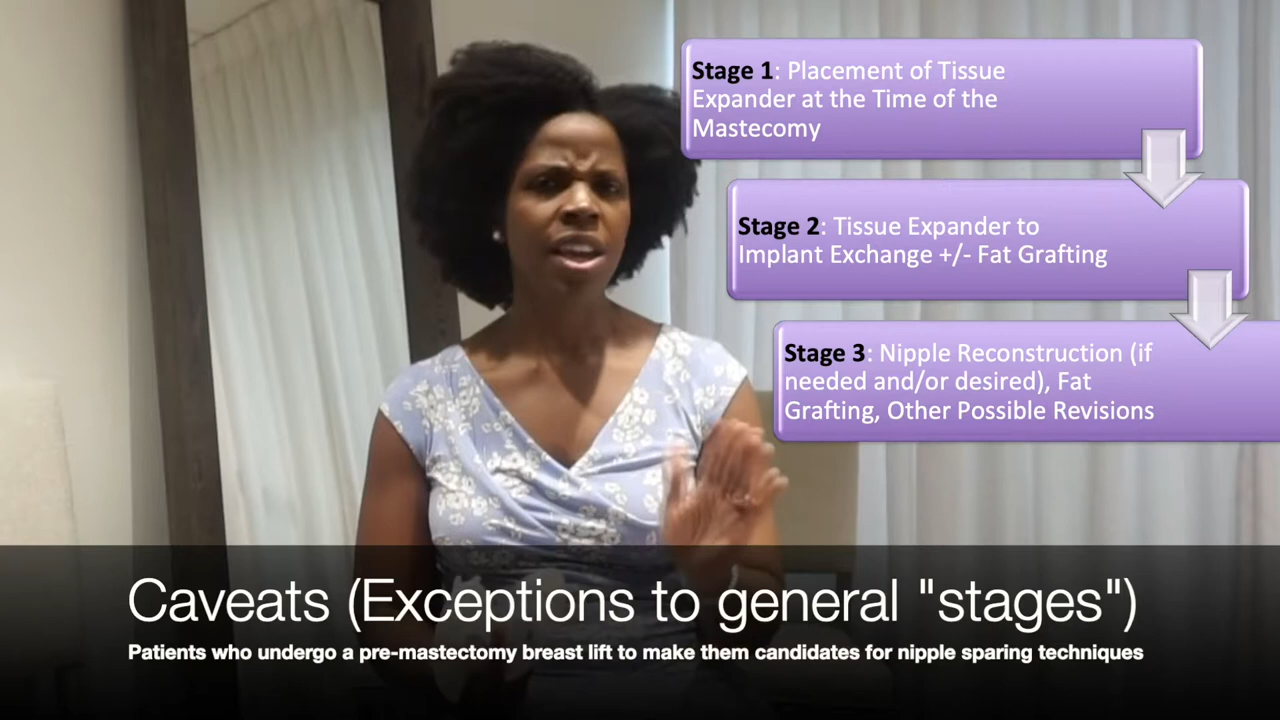 Stage 1: Placement of Tissue
Expander at the Time of the
Mastecomy
Stage 2: Tissue Expander to
Implant Exchange +/- Fat Grafting
Stage 3: Nipple Reconstruction (if
needed and/or desired), Fat
Grafting, Other Possible Revisions
Caveats (Exceptions to general "stages")
Patients who undergo a pre-mastectomy breast lift to make them candidates for nipple sparing techniques